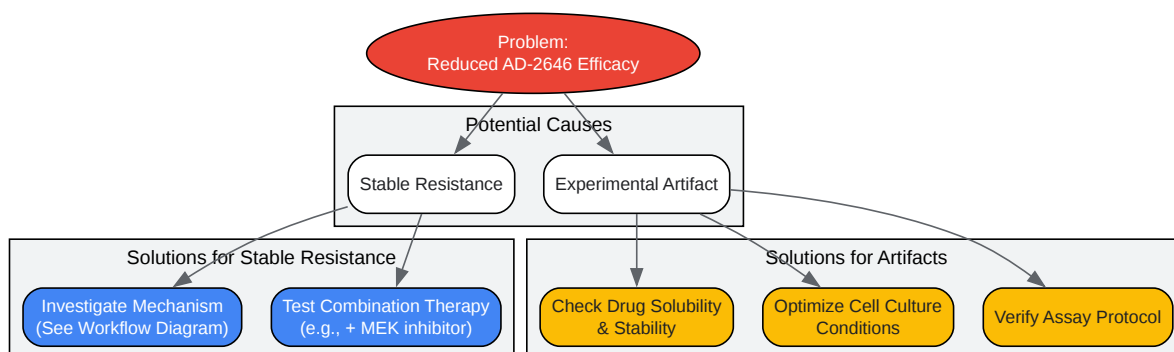 Problem:
Reduced AD-2646 Efficacy
Potential Causes
Stable Resistance
Experimental Artifact
Solutions for Stable Resistance
Investigate Mechanism
(See Workflow Diagram)
Test Combination Therapy
(e.g., + MEK inhibitor)
Solutions for Artifacts
Check Drug Solubility
& Stability
Optimize Cell Culture
Conditions
Verify Assay Protocol